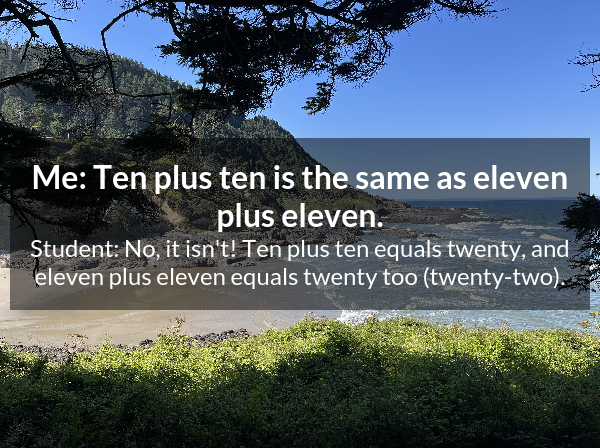 Me: Ten plus ten is the same as eleven
plus eleven.
Student: No, it isn't! Ten plus ten equals twenty, and
eleven plus eleven equals twenty too (twenty-two).